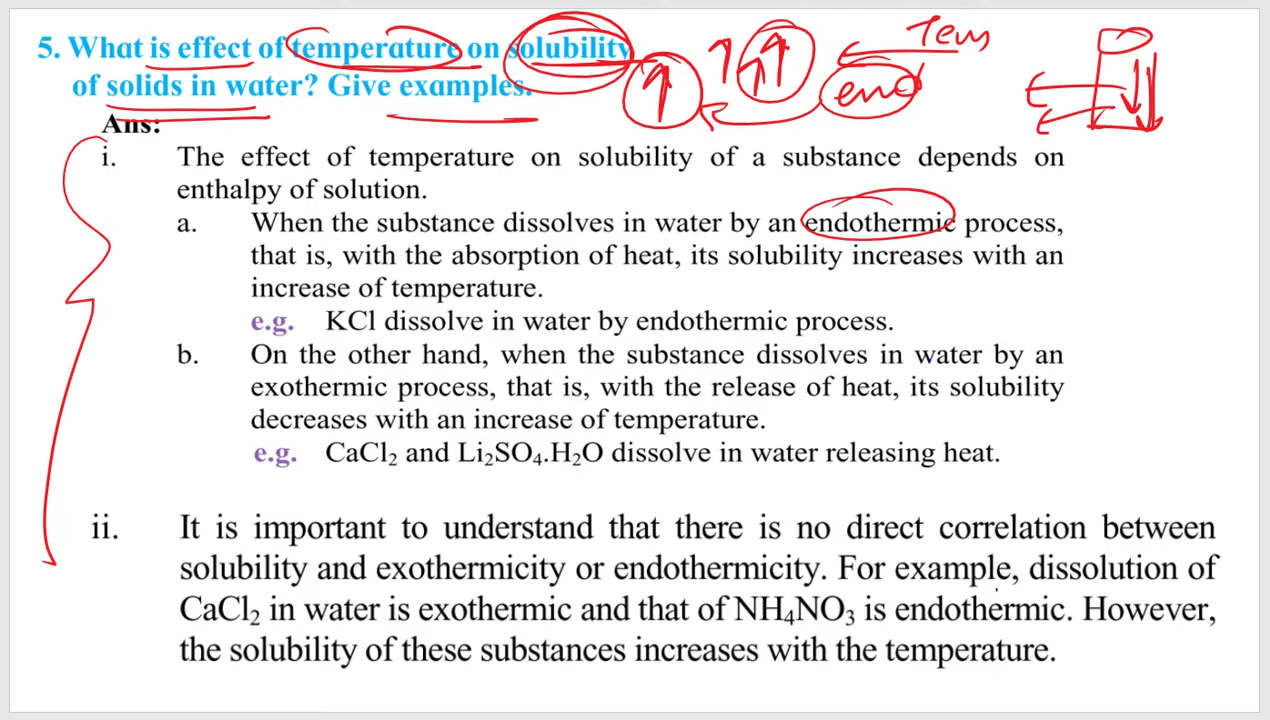 5. What is effect of temperature on solubility
of solids in water? Give examples.
Tem
end
Ans:
i. The effect of temperature on solubility of a substance depends on
enthalpy of solution.
a. When the substance dissolves in water by an endothermic process,
that is, with the absorption of heat, its solubility increases with an
increase of temperature.
e.g. KCl dissolve in water by endothermic process.
b. On the other hand, when the substance dissolves in water by an
exothermic process, that is, with the release of heat, its solubility
decreases with an increase of temperature.
e.g. CaCl₂ and Li₂SO₄.H₂O dissolve in water releasing heat.
ii. It is important to understand that there is no direct correlation between
solubility and exothermicity or endothermicity. For example, dissolution of
CaCl₂ in water is exothermic and that of NH₄NO₃ is endothermic. However,
the solubility of these substances increases with the temperature.